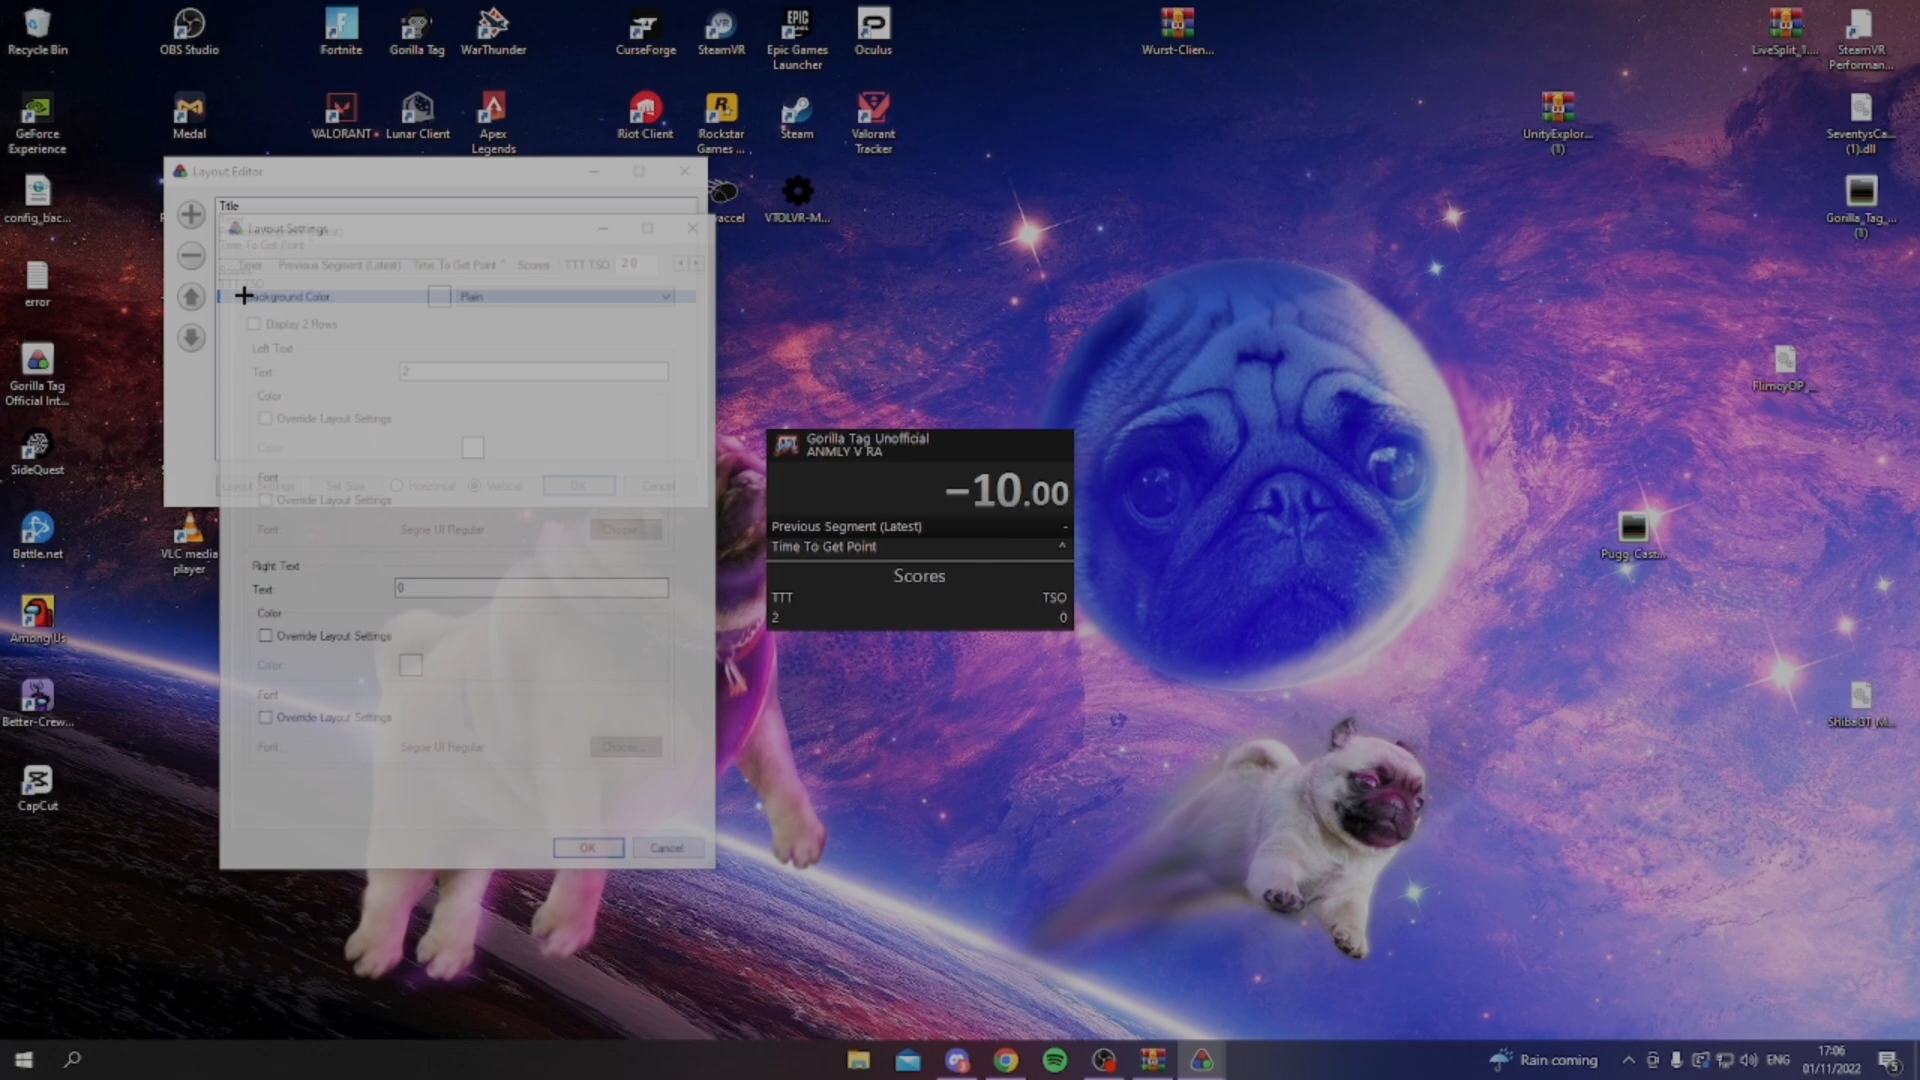 Recycle Bin
OBS Studio
Fortnite
Gorilla Tag
WarThunder
CurseForge
SteamVR
Epic Games
Launcher
Oculus
Wurst-Clien...
LiveSplit_1....
SteamVR
Performan...
GeForce
Experience
Medal
VALORANT
Lunar Client
Apex
Legends
Riot Client
Rockstar
Games ...
Steam
Valorant
Tracker
UnityExplor...
(1)
SeventysCa...
(1).dll
config_bac...
accel
VTOLVR-M...
Gorilla_Tag_...
(1)
Layout Editor
Title
Layout Settings
Time To Get Point
Timer Previous Segment (Latest) Time To Get Point ^ Scores TTT TSO 2 0
Background Color Plain
Display 2 Rows
Left Text
Text: 2
Color
Override Layout Settings
Color:
Font
Layout Settings Set Size Horizontal Vertical OK Cancel
Override Layout Settings
Font: Segoe UI Regular Choose...
Right Text
Text: 0
Color
Override Layout Settings
Color:
Font
Override Layout Settings
Font: Segoe UI Regular Choose...
OK Cancel
error
Gorilla Tag
Official Int...
SideQuest
Battle.net
VLC media
player
Among Us
Better-Crew...
CapCut
Gorilla Tag Unofficial
ANMLY V RA
−10.00
Previous Segment (Latest) -
Time To Get Point ^
Scores
TTT TSO
2 0
FlimcyOP_...
Pugg_Cast...
ShibaGT_M...
Rain coming
ENG
17:06
01/11/2022
5